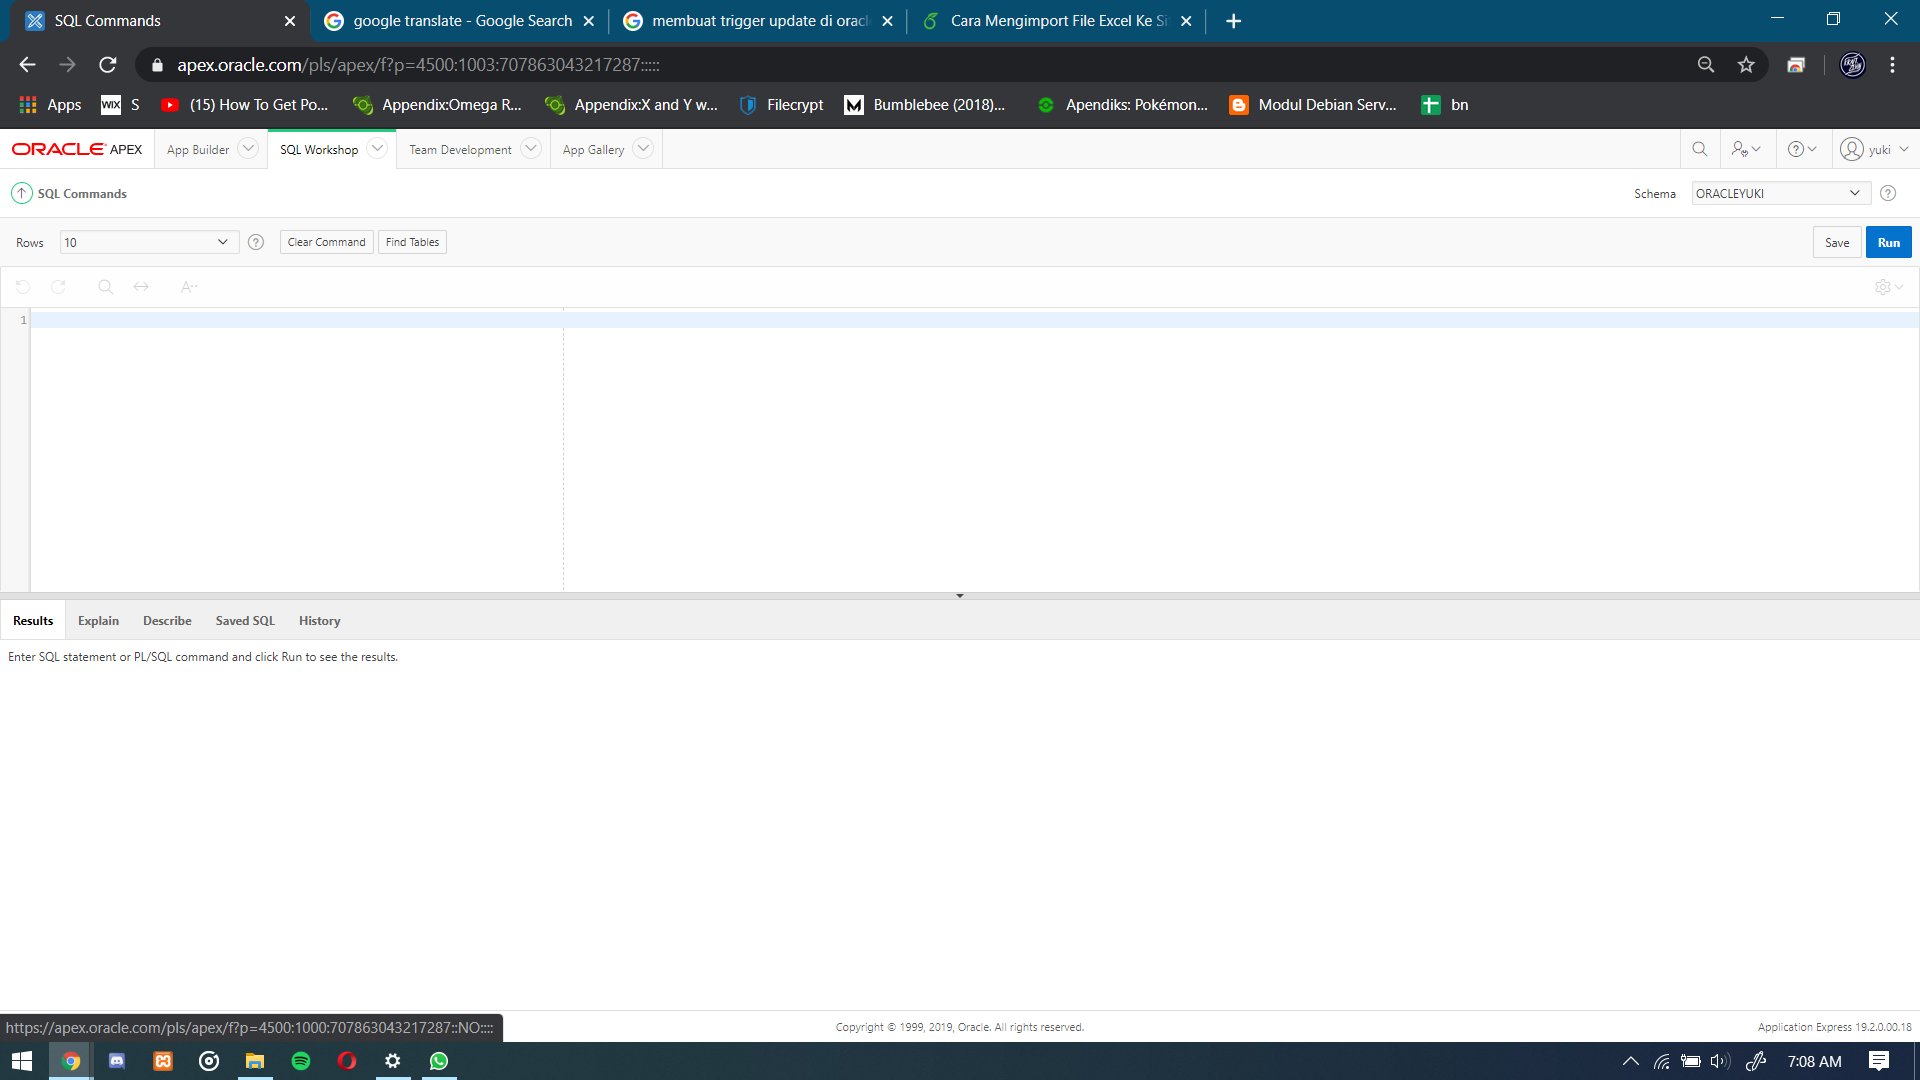 SQL Commands
google translate - Google Search
membuat trigger update di oracl
Cara Mengimport File Excel Ke Si
apex.oracle.com/pls/apex/f?p=4500:1003:707863043217287:::::
Apps
WIX S
(15) How To Get Po...
Appendix:Omega R...
Appendix:X and Y w...
Filecrypt
M Bumblebee (2018)...
Apendiks: Pokémon...
Modul Debian Serv...
bn
ORACLE APEX
App Builder
SQL Workshop
Team Development
App Gallery
yuki
SQL Commands
Schema
ORACLEYUKI
Rows
10
Clear Command
Find Tables
Save
Run
A
1
Results
Explain
Describe
Saved SQL
History
Enter SQL statement or PL/SQL command and click Run to see the results.
https://apex.oracle.com/pls/apex/f?p=4500:1000:707863043217287::NO::::
Copyright © 1999, 2019, Oracle. All rights reserved.
Application Express 19.2.0.00.18
7:08 AM